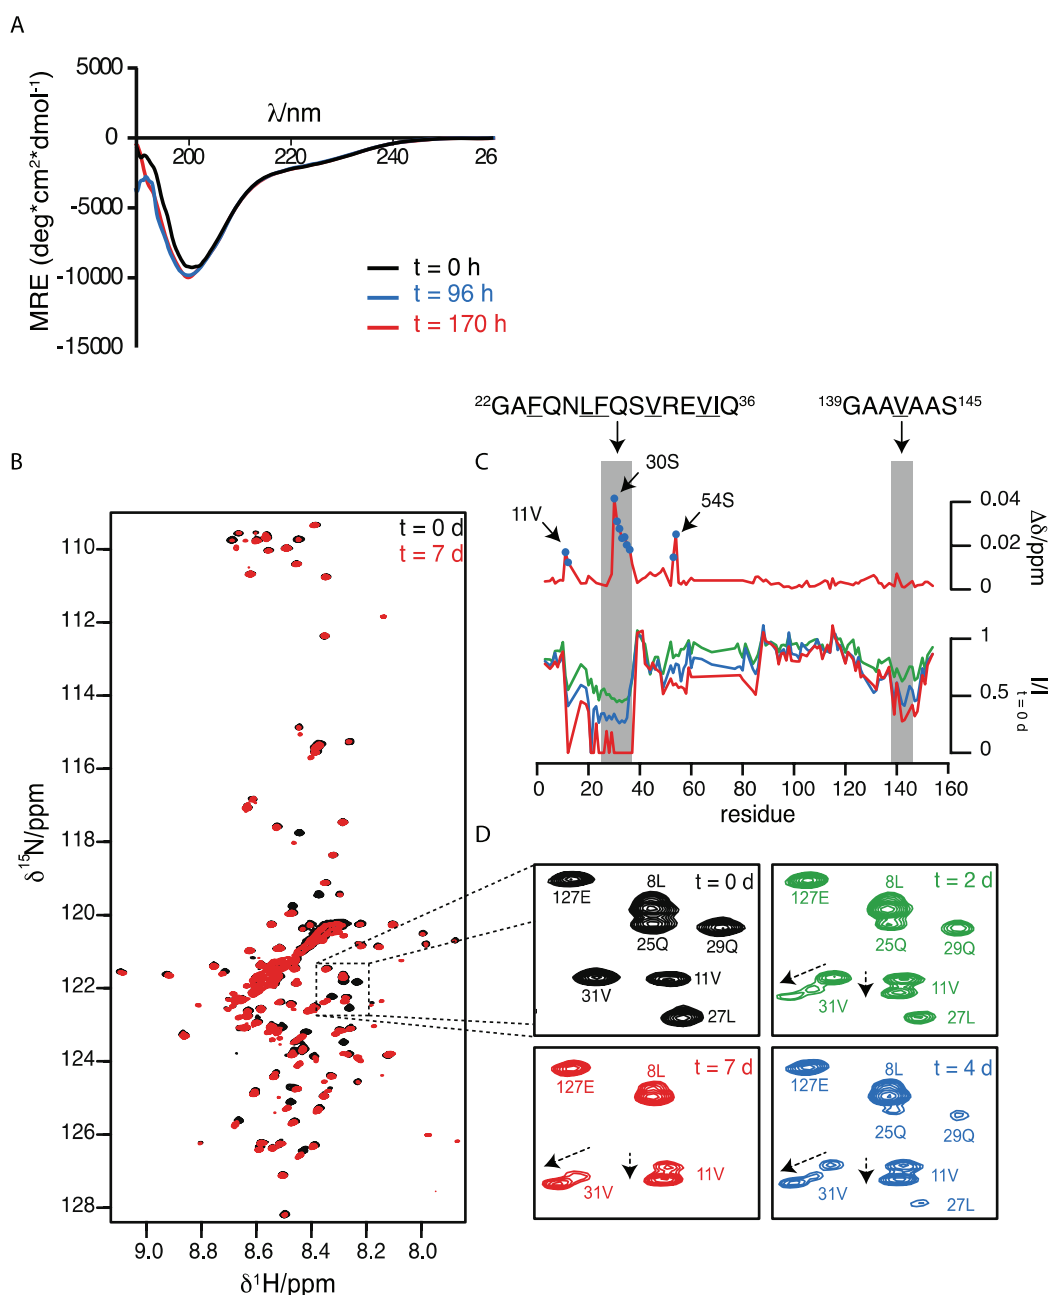 A
5000
0
-5000
-10000
-15000
MRE (deg*cm²*dmol⁻¹)
λ/nm
200
220
240
26
t = 0 h
t = 96 h
t = 170 h
²²GAFQNLFQSVREVIQ³⁶
¹³⁹GAAVAAS¹⁴⁵
B
t = 0 d
t = 7 d
110
112
114
116
118
120
122
124
126
128
δ¹⁵N/ppm
9.0
8.8
8.6
8.4
8.2
8.0
δ¹H/ppm
C
30S
11V
54S
0.04
0.02
0
Δδ/ppm
1
0.5
0
I/I t = 0 d
0
20
40
60
80
100
120
140
160
residue
D
t = 0 d
127E
8L
25Q
29Q
31V
11V
27L
t = 2 d
127E
8L
25Q
29Q
31V
11V
27L
t = 7 d
127E
8L
31V
11V
t = 4 d
127E
8L
25Q
29Q
31V
11V
27L